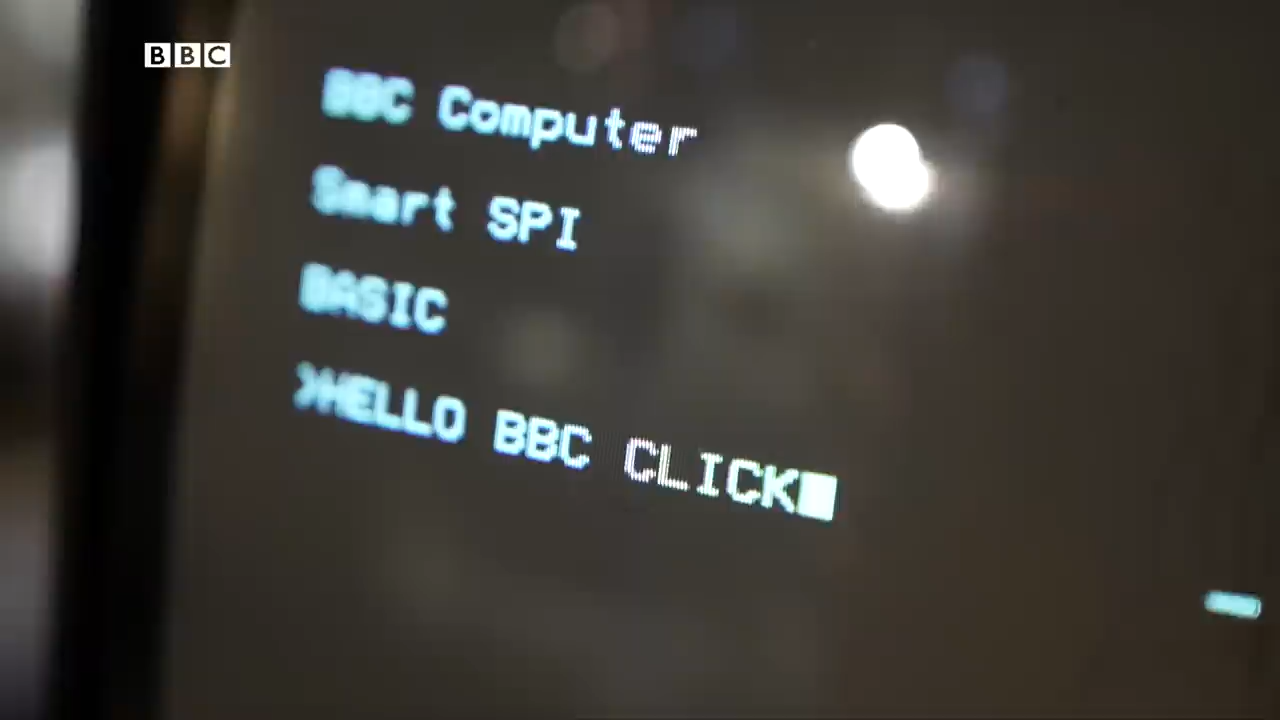 BBC
BBC Computer
Smart SPI
BASIC
>HELLO BBC CLICK